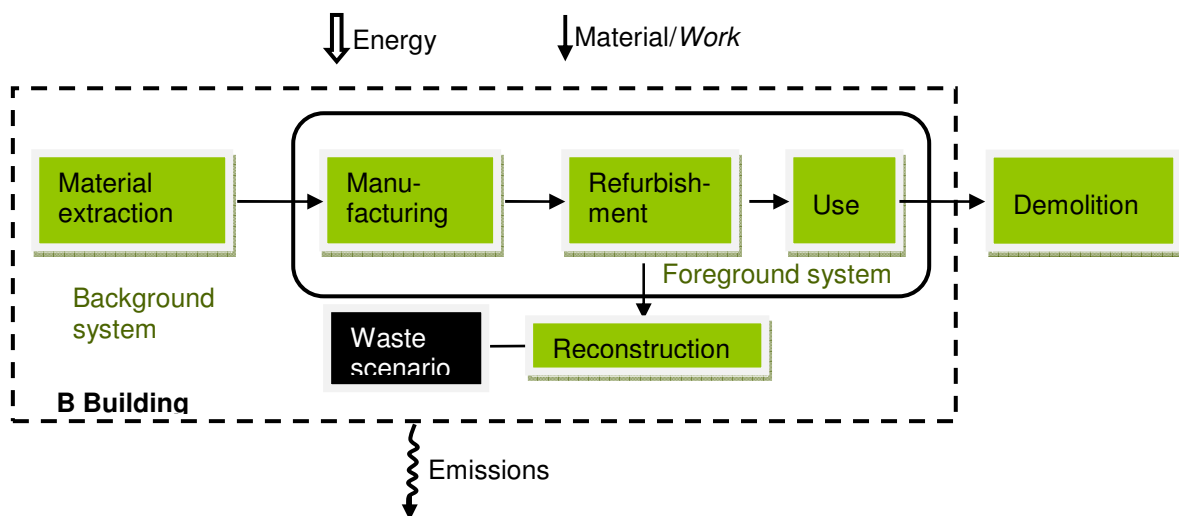 Energy
Material/Work
Material
extraction
Manu-
facturing
Refurbish-
ment
Use
Demolition
Foreground system
Background
system
Waste
scenario
Reconstruction
B Building
Emissions